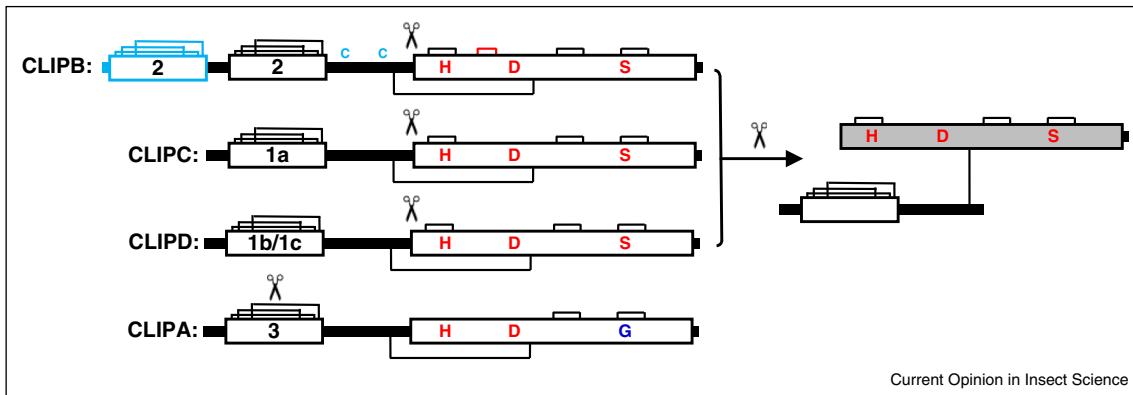 CLIPB: 2 2 C C H D S
CLIPC: 1a H D S
H D S
CLIPD: 1b/1c H D S
CLIPA: 3 H D G
Current Opinion in Insect Science